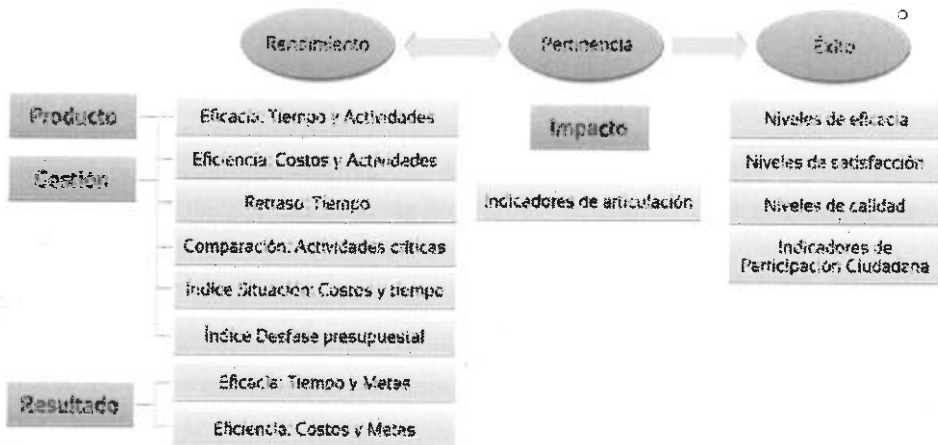 Rendimiento
Pertinencia
Éxito
Producto
Gestión
Eficacia: Tiempo y Actividades
Eficiencia: Costos y Actividades
Retraso: Tiempo
Comparación: Actividades críticas
Índice Situación: Costos y tiempo
Índice Desfase presupuestal
Resultado
Eficacia: Tiempo y Metas
Eficiencia: Costos y Metas
Impacto
Indicadores de articulación
Niveles de eficacia
Niveles de satisfacción
Niveles de calidad
Indicadores de
Participación Ciudadana